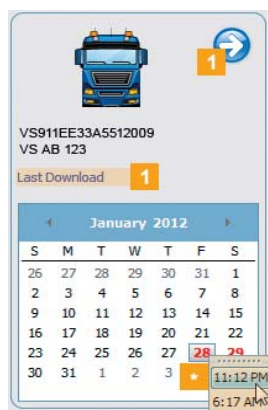 1
VS911EE33A5512009
VS AB 123
Last Download 1
January 2012
S M T W T F S
26 27 28 29 30 31 1
2 3 4 5 6 7 8
9 10 11 12 13 14 15
16 17 18 19 20 21 22
23 24 25 26 27 28 29
30 31 1 2 3
11:12 PM
6:17 AM